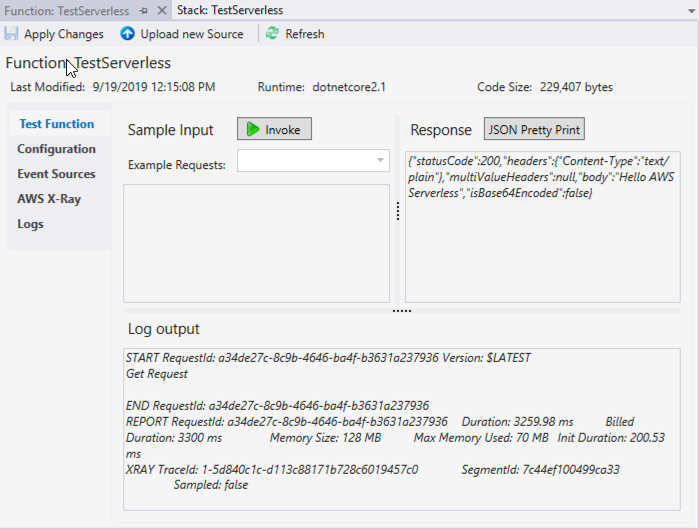 Function: TestServerless
Stack: TestServerless
Apply Changes
Upload new Source
Refresh
Function: TestServerless
Last Modified: 9/19/2019 12:15:08 PM
Runtime: dotnetcore2.1
Code Size: 229,407 bytes
Test Function
Configuration
Event Sources
AWS X-Ray
Logs
Sample Input
Invoke
Example Requests:
Response
JSON Pretty Print
{"statusCode":200,"headers":{"Content-Type":"text/
plain"},"multiValueHeaders":null,"body":"Hello AWS
Serverless","isBase64Encoded":false}
Log output
START RequestId: a34de27c-8c9b-4646-ba4f-b3631a237936 Version: $LATEST
Get Request
END RequestId: a34de27c-8c9b-4646-ba4f-b3631a237936
REPORT RequestId: a34de27c-8c9b-4646-ba4f-b3631a237936 Duration: 3259.98 ms Billed
Duration: 3300 ms Memory Size: 128 MB Max Memory Used: 70 MB Init Duration: 200.53
ms
XRAY TraceId: 1-5d840c1c-d113c88171b728c6019457c0 SegmentId: 7c44ef100499ca33
Sampled: false